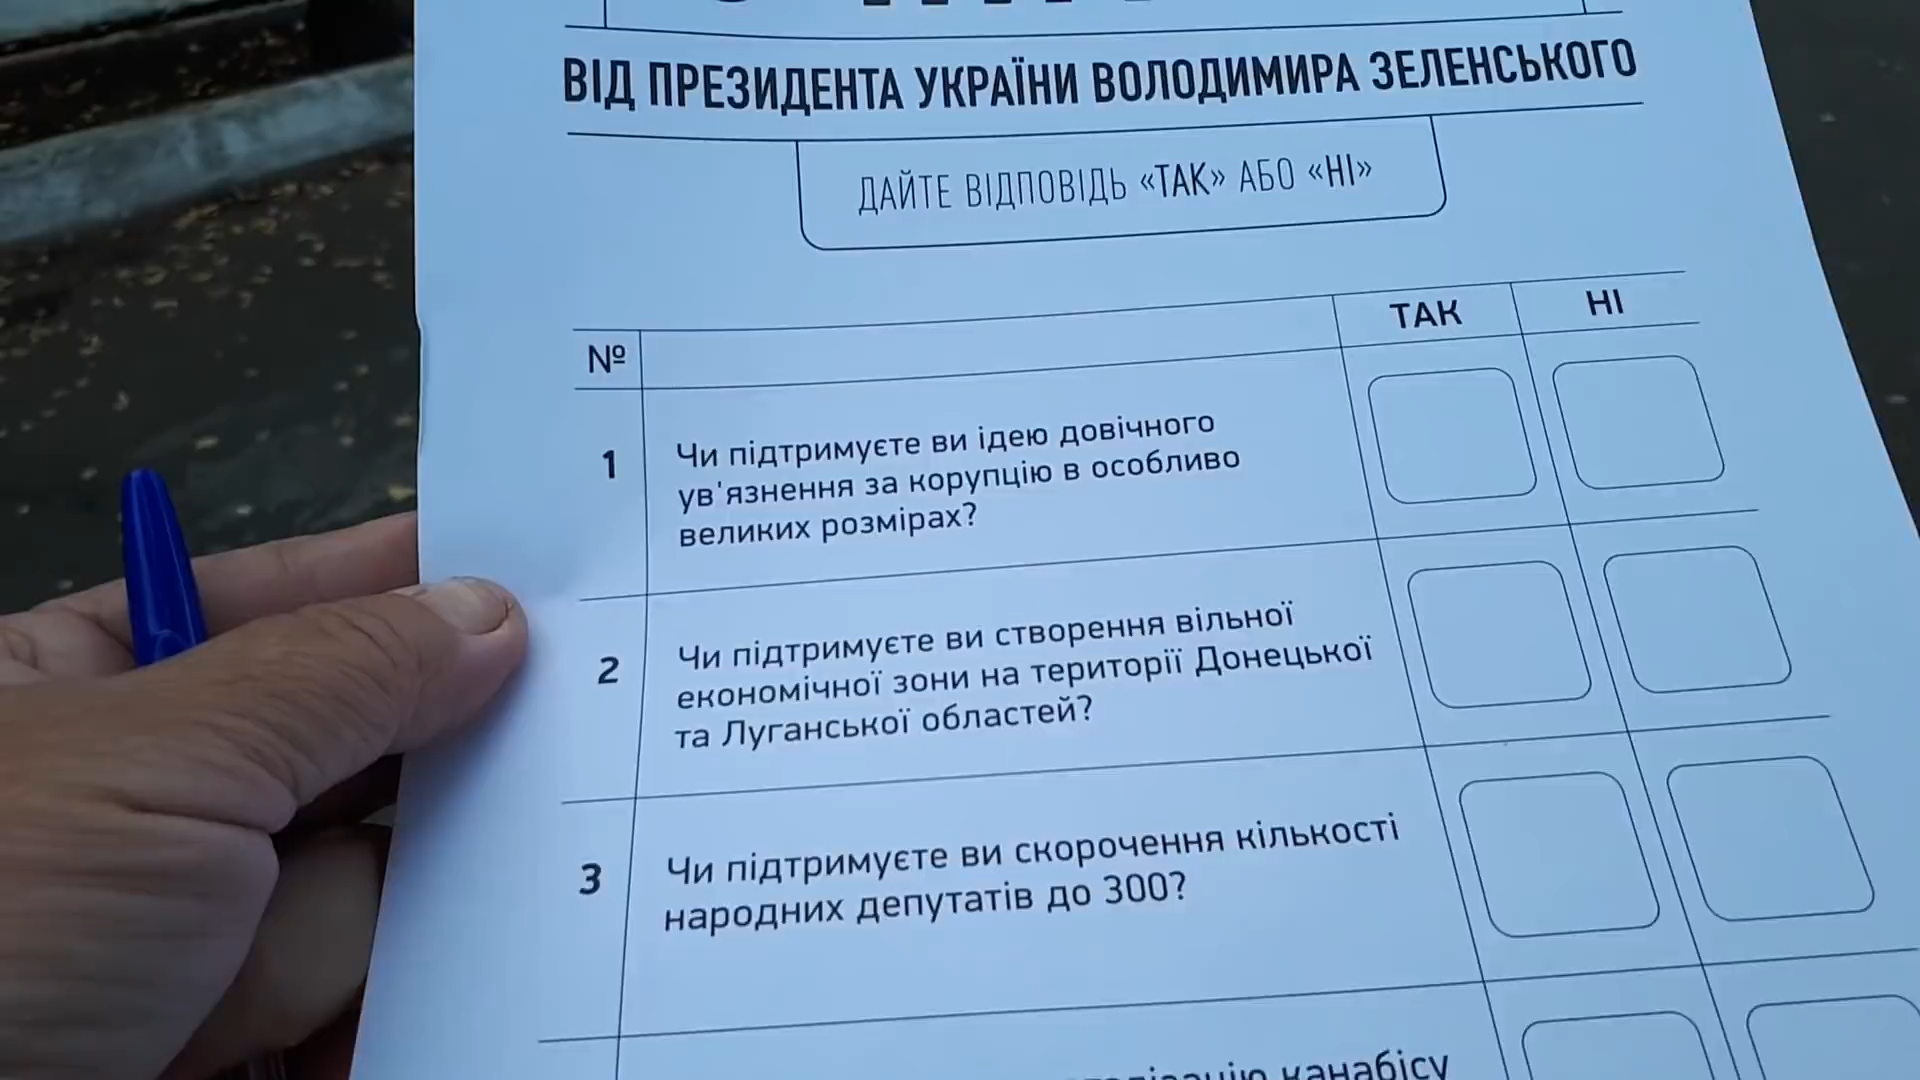 ВІД ПРЕЗИДЕНТА УКРАЇНИ ВОЛОДИМИРА ЗЕЛЕНСЬКОГО
ДАЙТЕ ВІДПОВІДЬ «ТАК» АБО «НІ»
№ ТАК НІ
1 Чи підтримуєте ви ідею довічного
ув'язнення за корупцію в особливо
великих розмірах?
2 Чи підтримуєте ви створення вільної
економічної зони на території Донецької
та Луганської областей?
3 Чи підтримуєте ви скорочення кількості
народних депутатів до 300?
канабісу